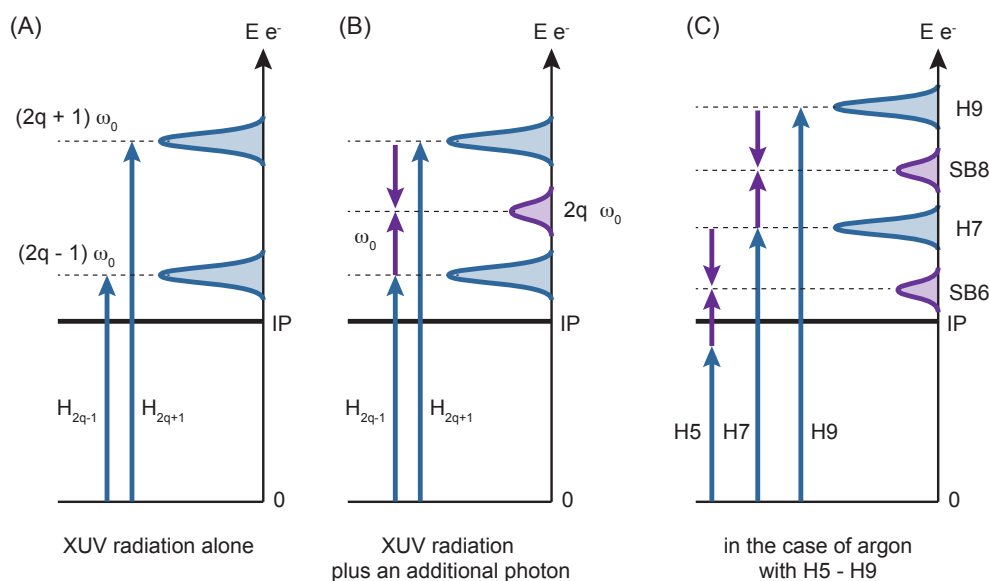 (A)
E e⁻
(2q + 1) ω₀
(2q - 1) ω₀
IP
H₂q₋₁
H₂q₊₁
0
XUV radiation alone
(B)
E e⁻
2q ω₀
ω₀
IP
H₂q₋₁
H₂q₊₁
0
XUV radiation
plus an additional photon
(C)
E e⁻
H9
SB8
H7
SB6
IP
H5
H7
H9
0
in the case of argon
with H5 - H9